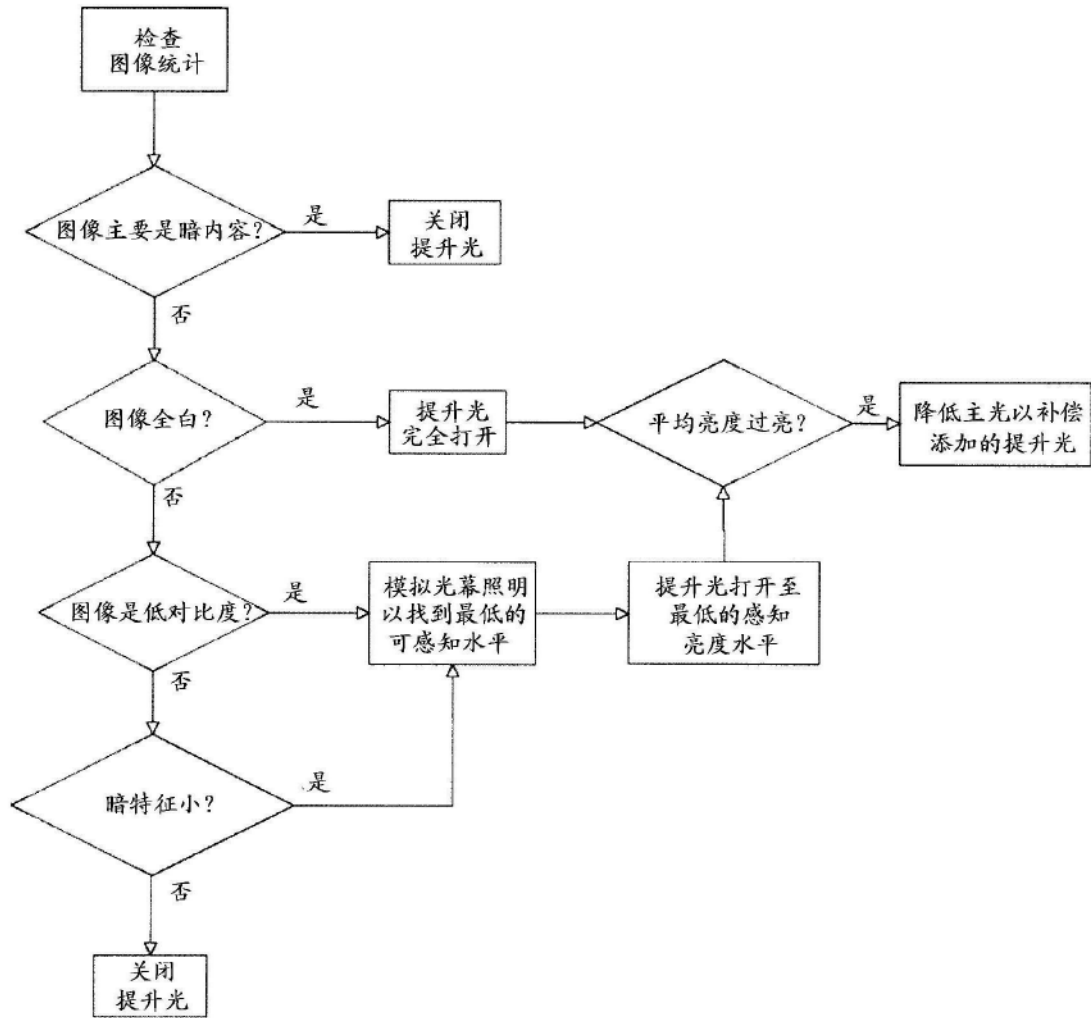 检查
图像统计
图像主要是暗内容?
是
关闭
提升光
否
图像全白?
是
提升光
完全打开
平均亮度过亮?
是
降低主光以补偿
添加的提升光
否
图像是低对比度?
是
模拟光幕照明
以找到最低的
可感知水平
提升光打开至
最低的感知
亮度水平
否
暗特征小?
是
否
关闭
提升光